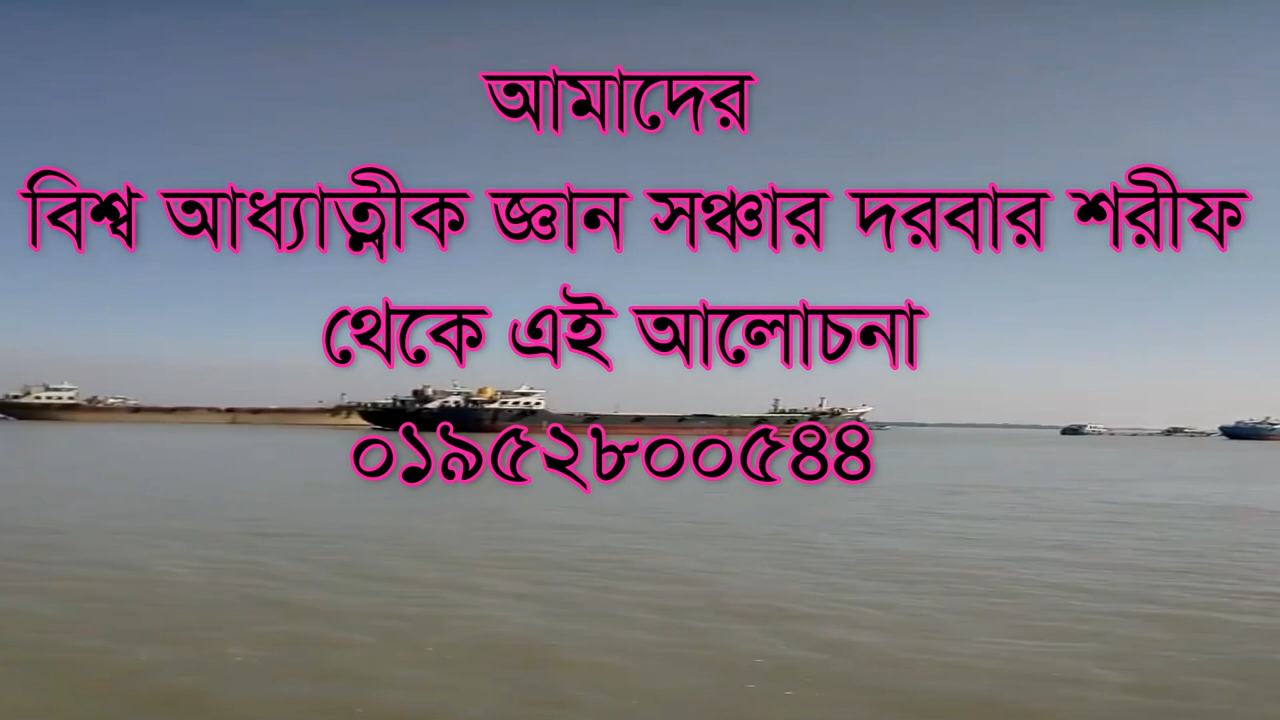 আমাদের
বিশ্ব আধ্যাত্নীক জ্ঞান সঞ্চার দরবার শরীফ
থেকে এই আলোচনা
০১৯৫২৮০০৫৪৪